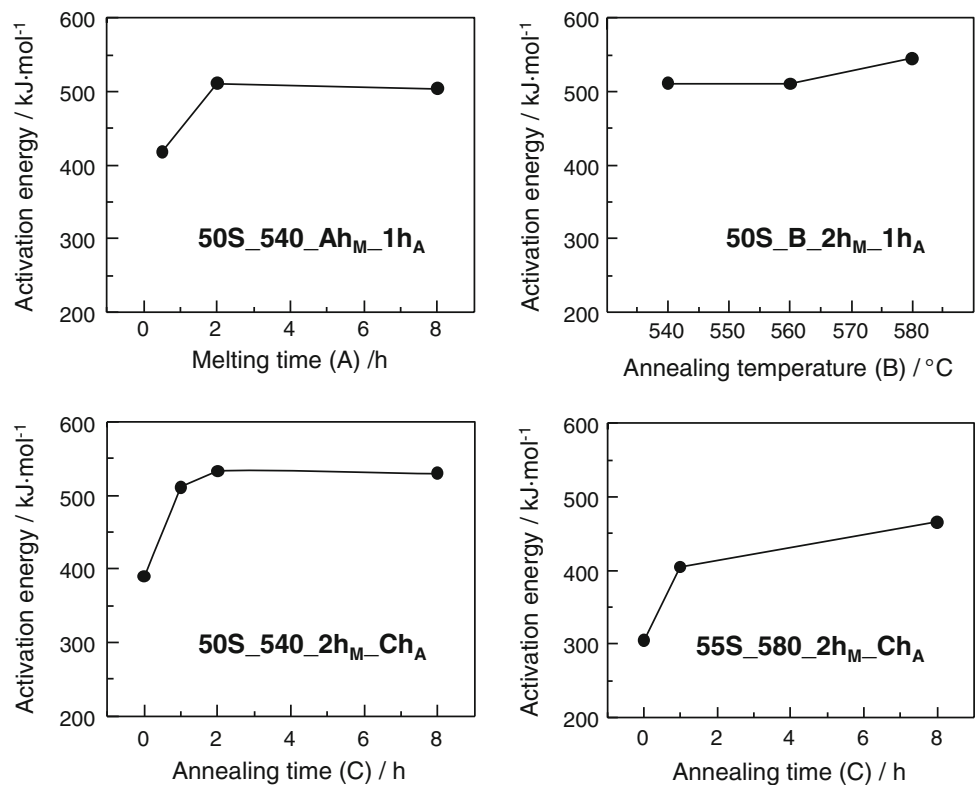 600
500
400
300
200
Activation energy / kJ·mol-1
50S_540_AhM_1hA
0 2 4 6 8
Melting time (A) /h
600
500
400
300
200
Activation energy / kJ·mol-1
50S_B_2hM_1hA
540 550 560 570 580
Annealing temperature (B) / °C
600
500
400
300
200
Activation energy / kJ·mol-1
50S_540_2hM_ChA
0 2 4 6 8
Annealing time (C) / h
600
500
400
300
200
Activation energy / kJ·mol-1
55S_580_2hM_ChA
0 2 4 6 8
Annealing time (C) / h